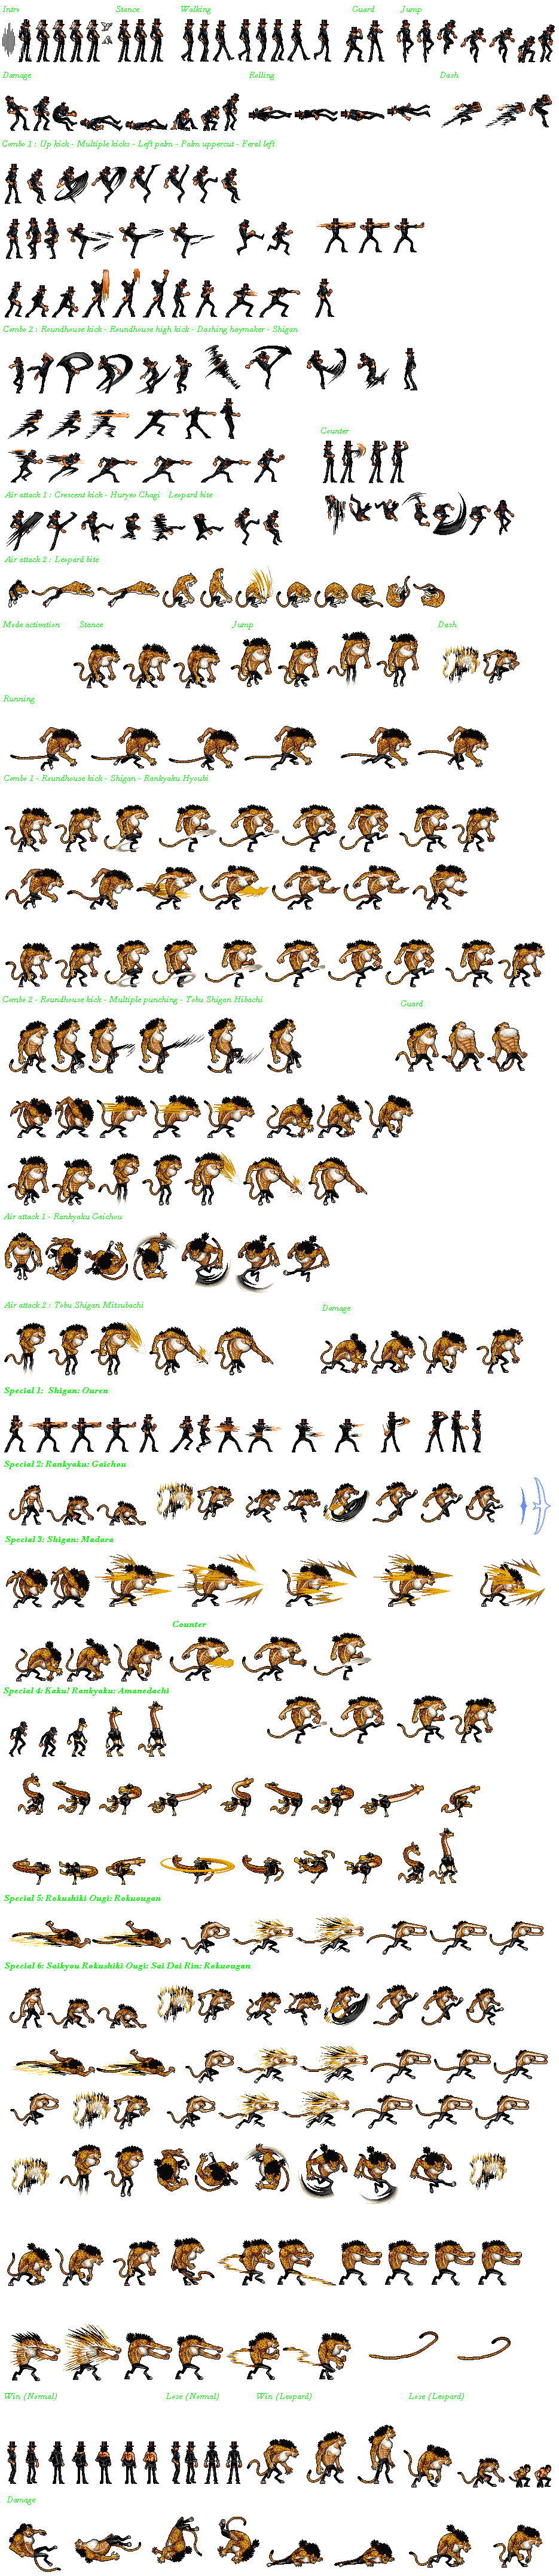 Intro
Stance
Walking
Guard
Jump
Damage
Rolling
Dash
Combo 1 : Up kick - Multiple kicks - Left palm - Palm uppercut - Feral left
Combo 2 : Roundhouse kick - Roundhouse high kick - Dashing haymaker - Shigan
Counter
Air attack 1 : Crescent kick - Huryeo Chagi Leopard bite
Air attack 2 : Leopard bite
Mode activation
Stance
Jump
Dash
Running
Combo 1 - Roundhouse kick - Shigan - Rankyaku Hyoubi
Combo 2 - Roundhouse kick - Multiple punching - Tobu Shigan Hibachi
Guard
Air attack 1 - Rankyaku Gaichou
Air attack 2 : Tobu Shigan Mitsubachi
Damage
Special 1: Shigan: Ouren
Special 2: Rankyaku: Gaichou
Special 3: Shigan: Madara
Counter
Special 4: Kaku! Rankyaku: Amanedachi
Special 5: Rokushiki Ougi: Rokuougan
Special 6: Saikyou Rokushiki Ougi: Sai Dai Rin: Rokuougan
Win (Normal)
Lose (Normal)
Win (Leopard)
Lose (Leopard)
Damage